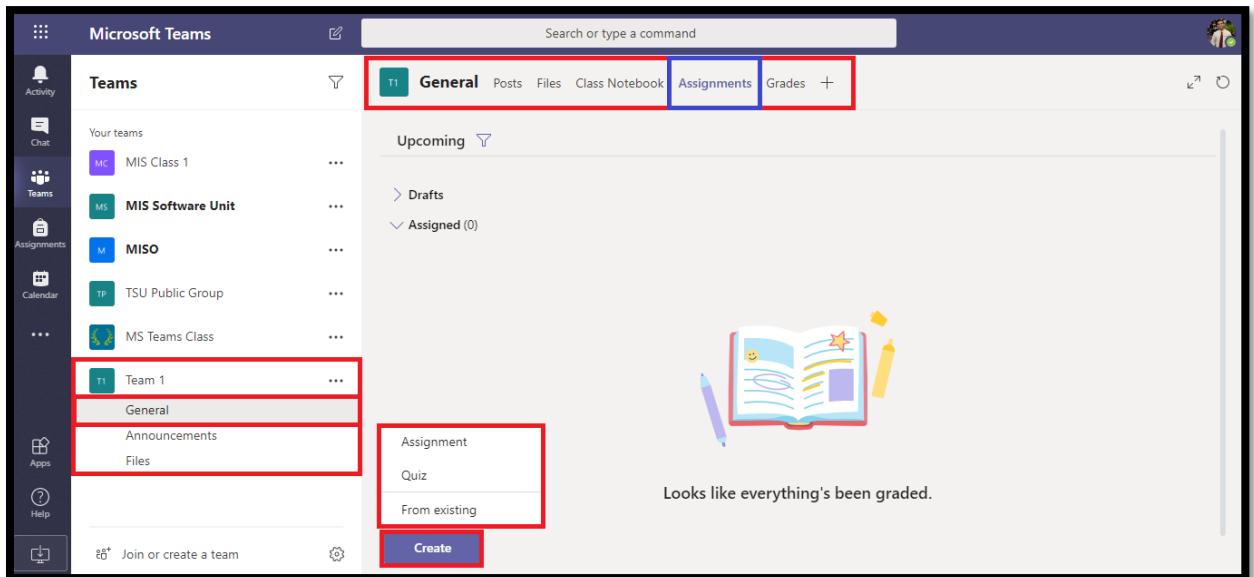 Microsoft Teams
Search or type a command
Activity
Chat
Teams
Assignments
Calendar
Apps
Help
Teams
Your teams
MC MIS Class 1
MS MIS Software Unit
M MISO
TP TSU Public Group
MS Teams Class
T1 Team 1
General
Announcements
Files
Join or create a team
T1 General Posts Files Class Notebook Assignments Grades
Upcoming
Drafts
Assigned (0)
Looks like everything's been graded.
Assignment
Quiz
From existing
Create